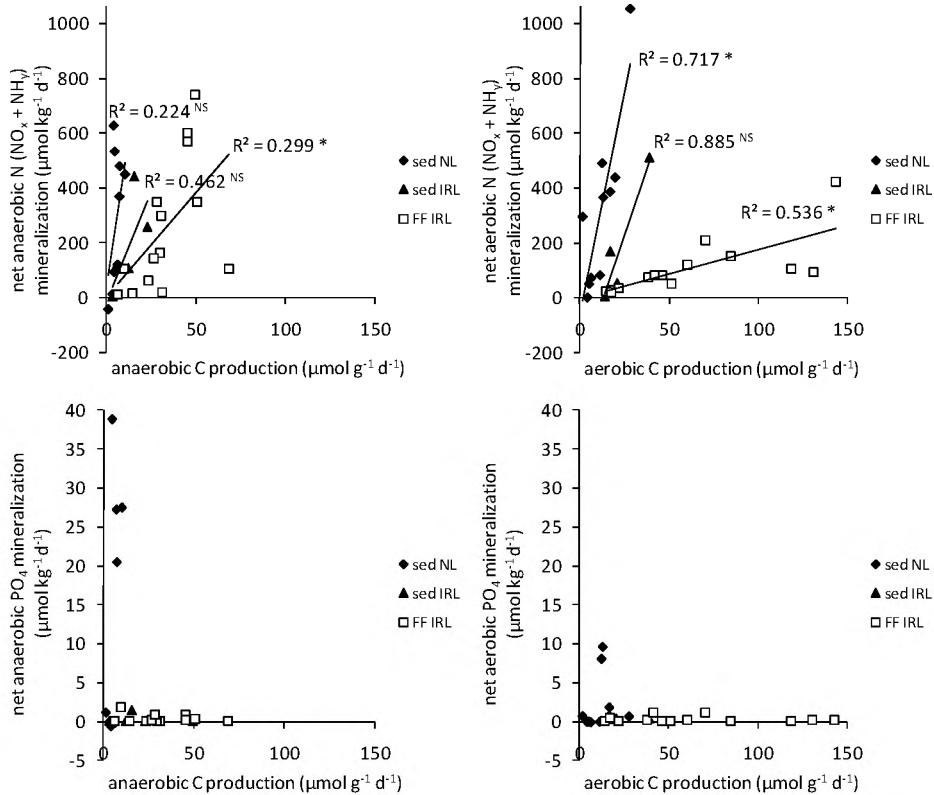 net anaerobic N (NOx + NHy)
mineralization (µmol kg-1 d-1)
1000
800
600
400
200
0
-200
R² = 0.224 NS
R² = 0.299 *
R² = 0.462 NS
0
50
100
150
anaerobic C production (µmol g-1 d-1)
sed NL
sed IRL
FF IRL
net aerobic N (NOx + NHy)
mineralization (µmol kg-1 d-1)
1000
800
600
400
200
0
-200
R² = 0.717 *
R² = 0.885 NS
R² = 0.536 *
0
50
100
150
aerobic C production (µmol g-1 d-1)
sed NL
sed IRL
FF IRL
net anaerobic PO4 mineralization
(µmol kg-1 d-1)
40
35
30
25
20
15
10
5
0
-5
0
50
100
150
anaerobic C production (µmol g-1 d-1)
sed NL
sed IRL
FF IRL
net aerobic PO4 mineralization
(µmol kg-1 d-1)
40
35
30
25
20
15
10
5
0
-5
0
50
100
150
aerobic C production (µmol g-1 d-1)
sed NL
sed IRL
FF IRL